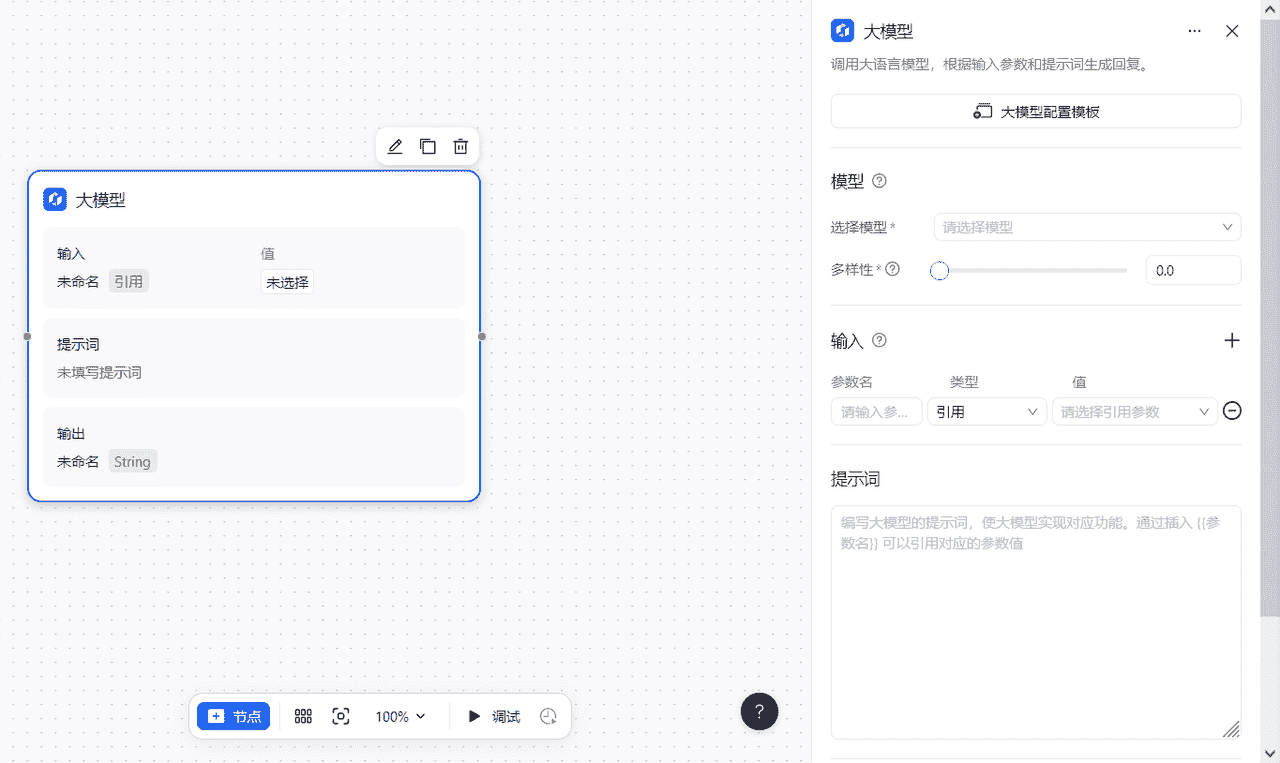 大模型
输入
值
未命名 引用
未选择
提示词
未填写提示词
输出
未命名 String
节点
100%
调试
?
大模型
调用大语言模型，根据输入参数和提示词生成回复。
大模型配置模板
模型 ?
选择模型*
请选择模型
多样性* ?
0.0
输入 ?
参数名 类型 值
请输入参... 引用 请选择引用参数
提示词
编写大模型的提示词，使大模型实现对应功能。通过插入 {{参
数名}} 可以引用对应的参数值